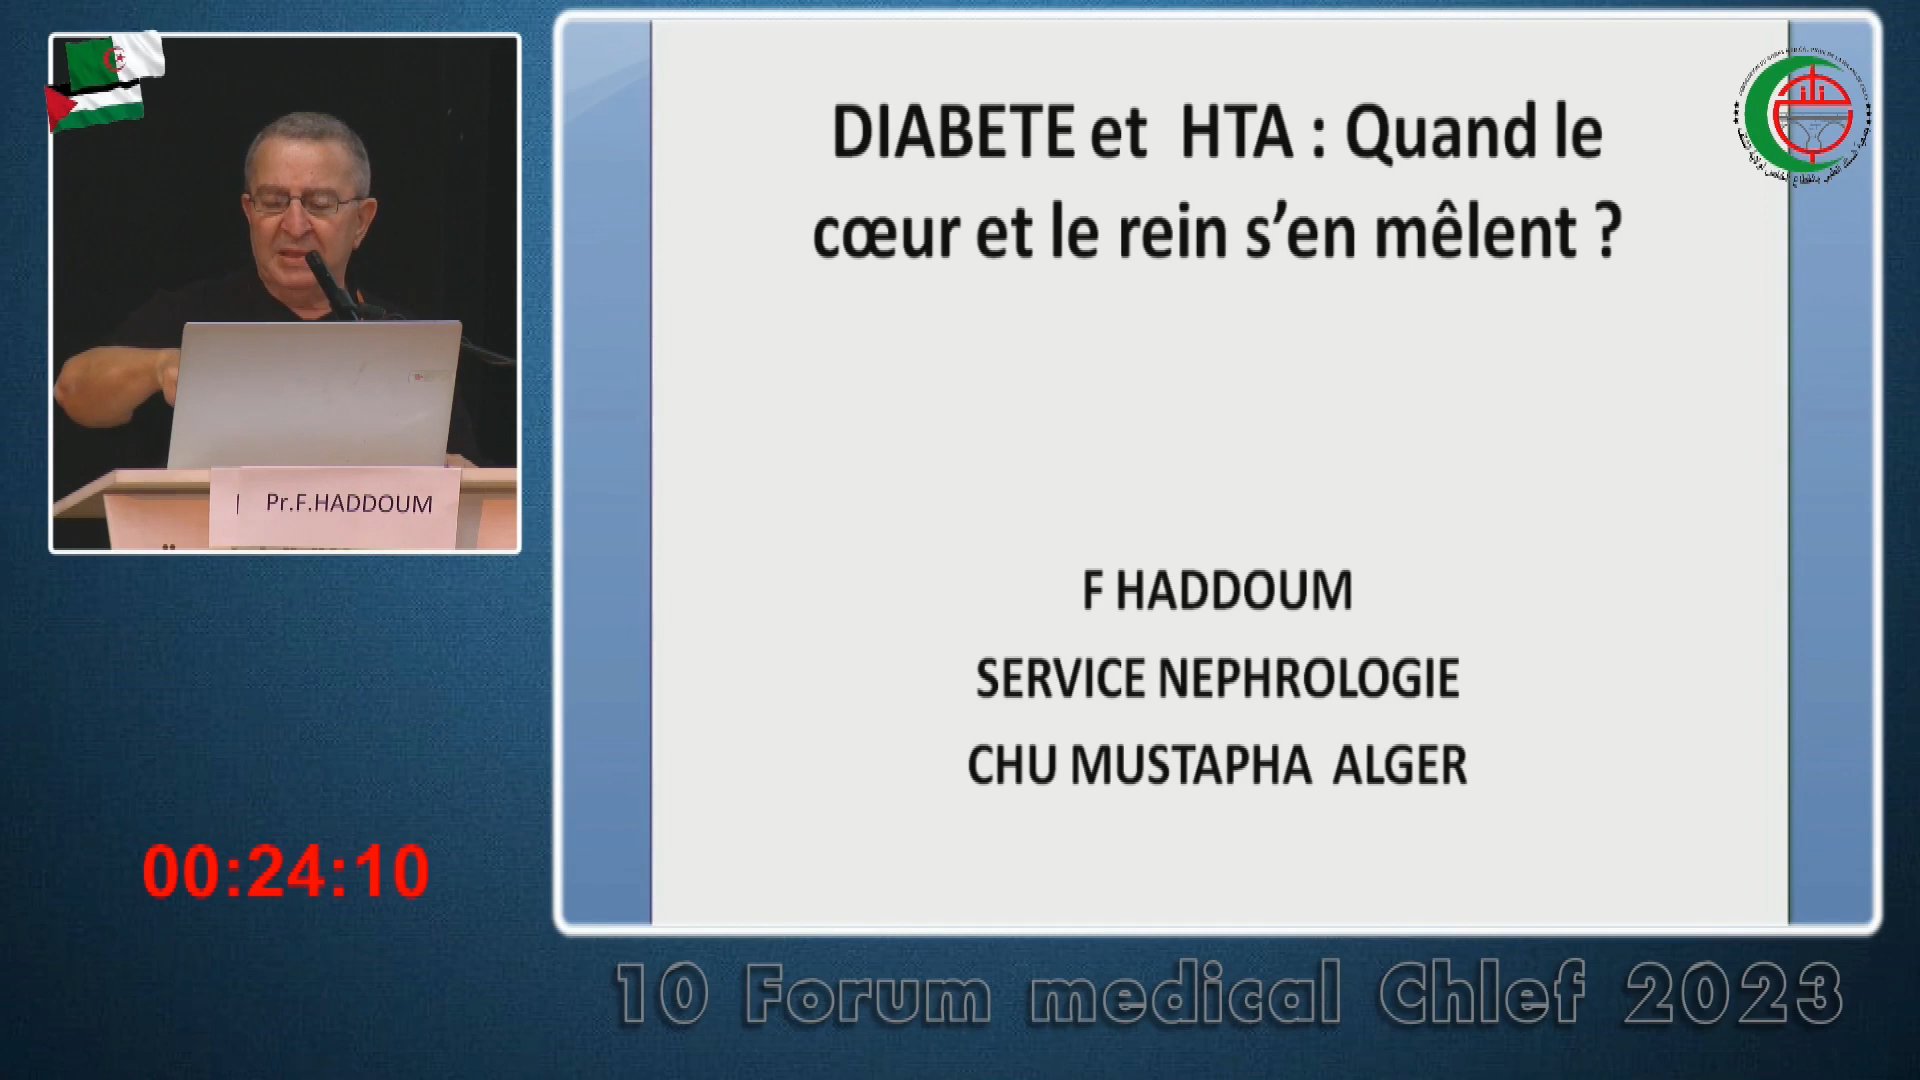 DIABETE et HTA : Quand le
cœur et le rein s’en mêlent ?
F HADDOUM
SERVICE NEPHROLOGIE
CHU MUSTAPHA ALGER
Pr.F.HADDOUM
00:24:10
10 Forum medical Chlef 2023